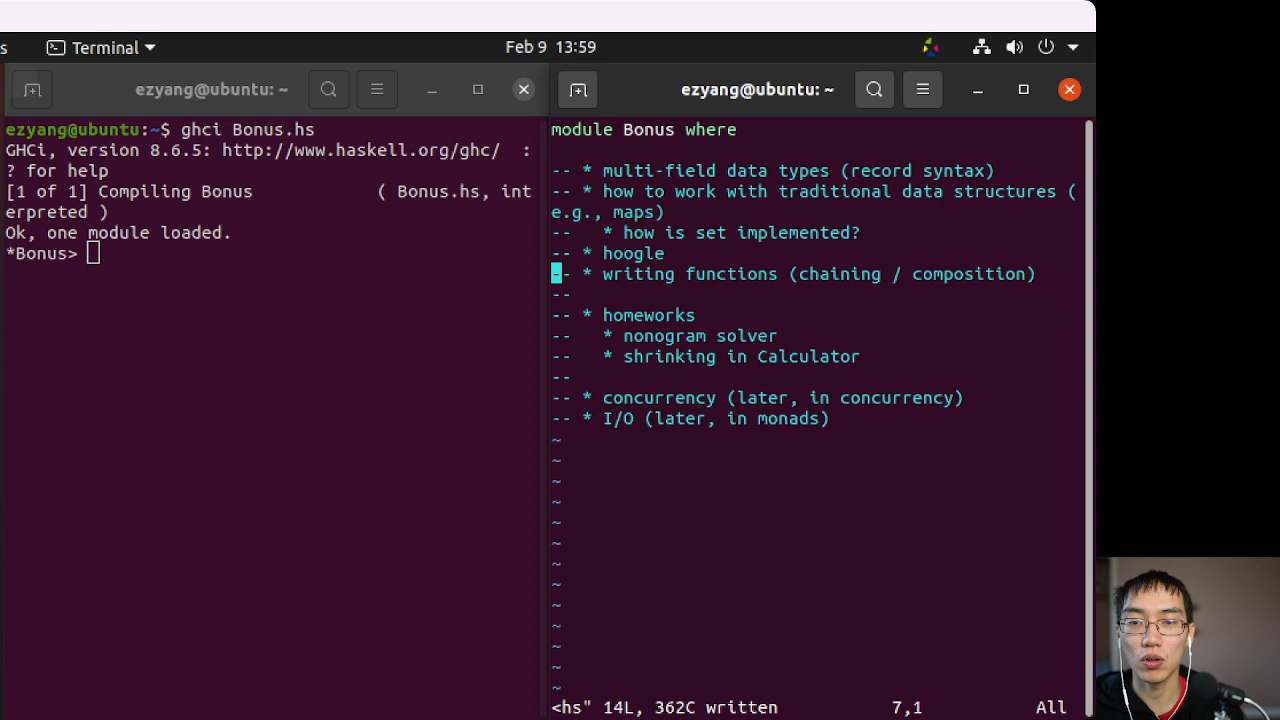 s Terminal Feb 9 13:59
ezyang@ubuntu: ~
ezyang@ubuntu:~$ ghci Bonus.hs
GHCi, version 8.6.5: http://www.haskell.org/ghc/  :
? for help
[1 of 1] Compiling Bonus            ( Bonus.hs, int
erpreted )
Ok, one module loaded.
*Bonus>
ezyang@ubuntu: ~
module Bonus where
-- * multi-field data types (record syntax)
-- * how to work with traditional data structures (
e.g., maps)
--   * how is set implemented?
-- * hoogle
-- * writing functions (chaining / composition)
--
-- * homeworks
--   * nonogram solver
--   * shrinking in Calculator
--
-- * concurrency (later, in concurrency)
-- * I/O (later, in monads)
~
~
~
~
~
~
~
~
~
~
~
~
~
<hs" 14L, 362C written 7,1 All